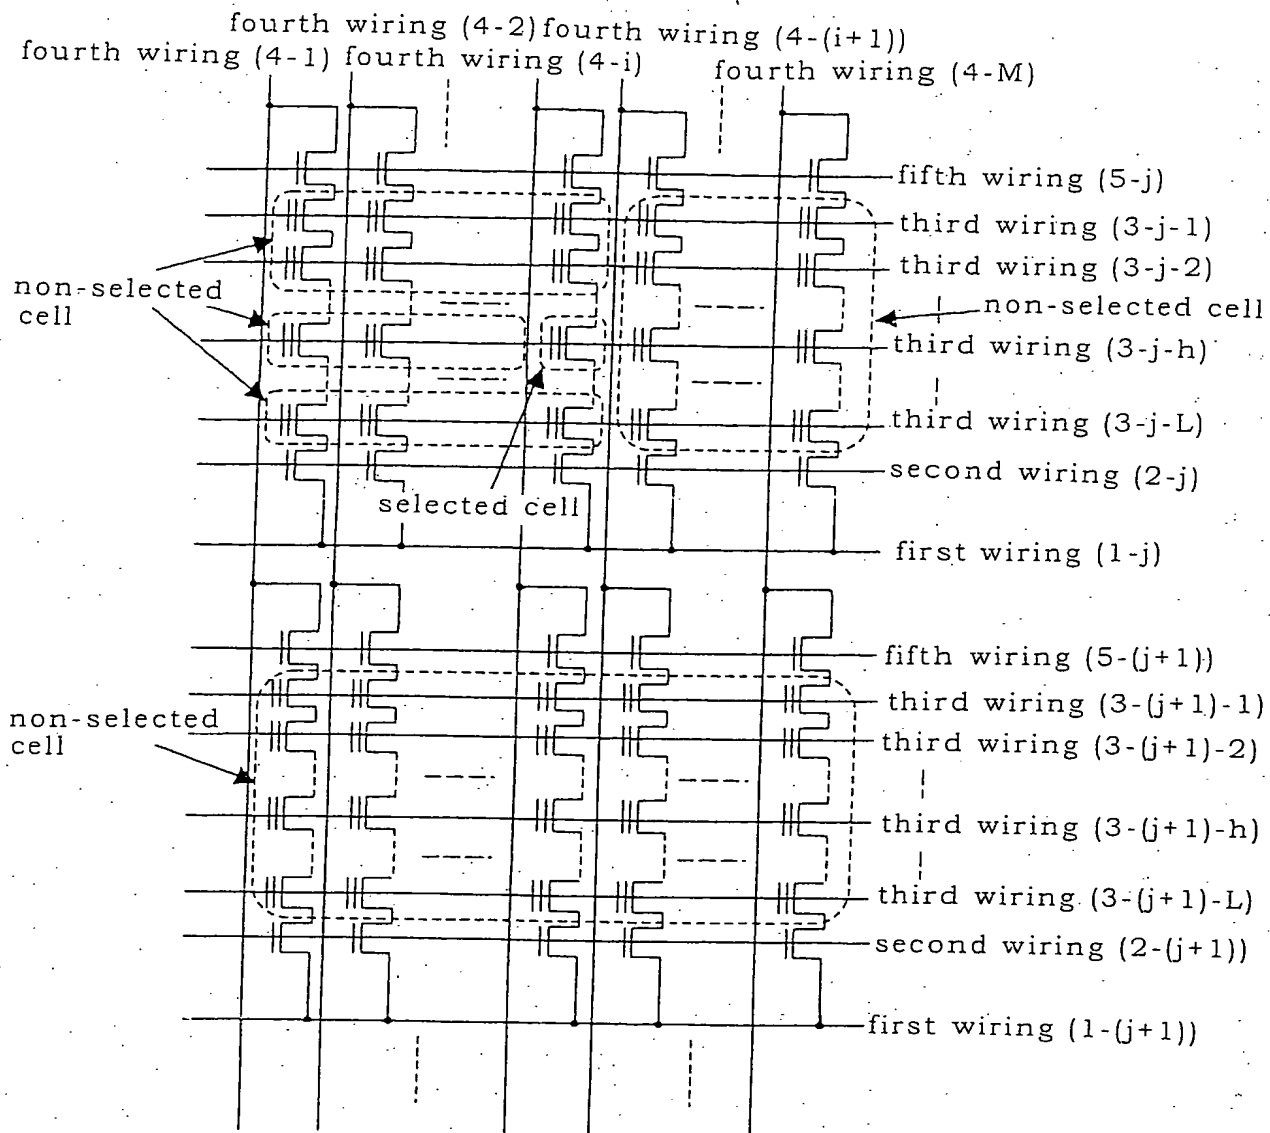 fourth wiring (4-2) fourth wiring (4-(i+1))
fourth wiring (4-1) fourth wiring (4-i)
fourth wiring (4-M)
fifth wiring (5-j)
third wiring (3-j-1)
third wiring (3-j-2)
non-selected
cell
non-selected cell
third wiring (3-j-h)
third wiring (3-j-L)
second wiring (2-j)
selected cell
first wiring (1-j)
fifth wiring (5-(j+1))
third wiring (3-(j+1)-1)
non-selected
cell
third wiring (3-(j+1)-2)
third wiring (3-(j+1)-h)
third wiring (3-(j+1)-L)
second wiring (2-(j+1))
first wiring (1-(j+1))